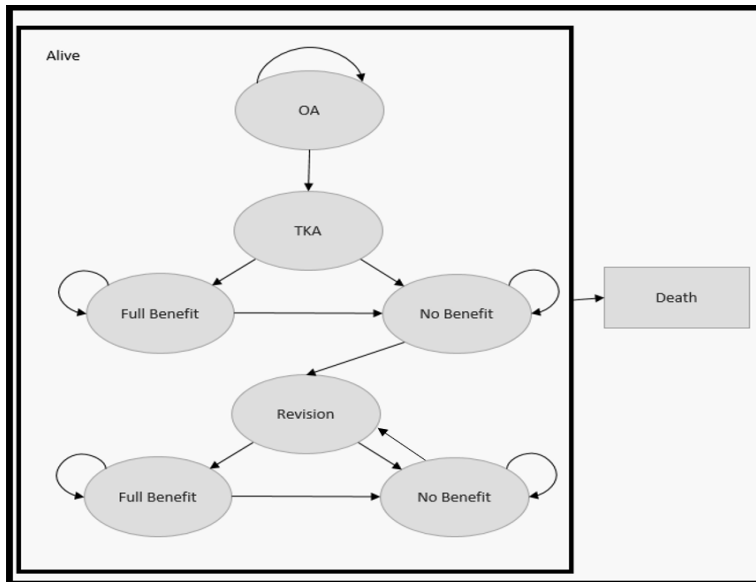 Alive
OA
TKA
Full Benefit
No Benefit
Death
Revision
Full Benefit
No Benefit